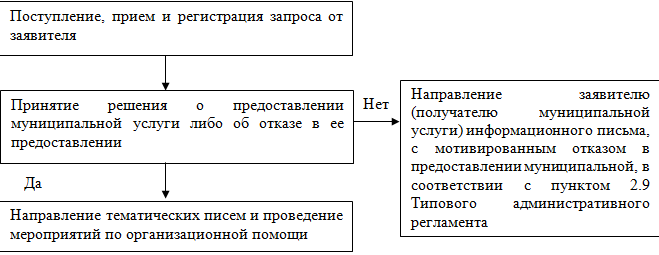 Поступление, прием и регистрация запроса от
заявителя
Принятие решения о предоставлении
муниципальной услуги либо об отказе в ее
предоставлении
Нет
Направление заявителю
(получателю муниципальной
услуги) информационного письма,
с мотивированным отказом в
предоставлении муниципальной, в
соответствии с пунктом 2.9
Типового административного
регламента
Да
Направление тематических писем и проведение
мероприятий по организационной помощи